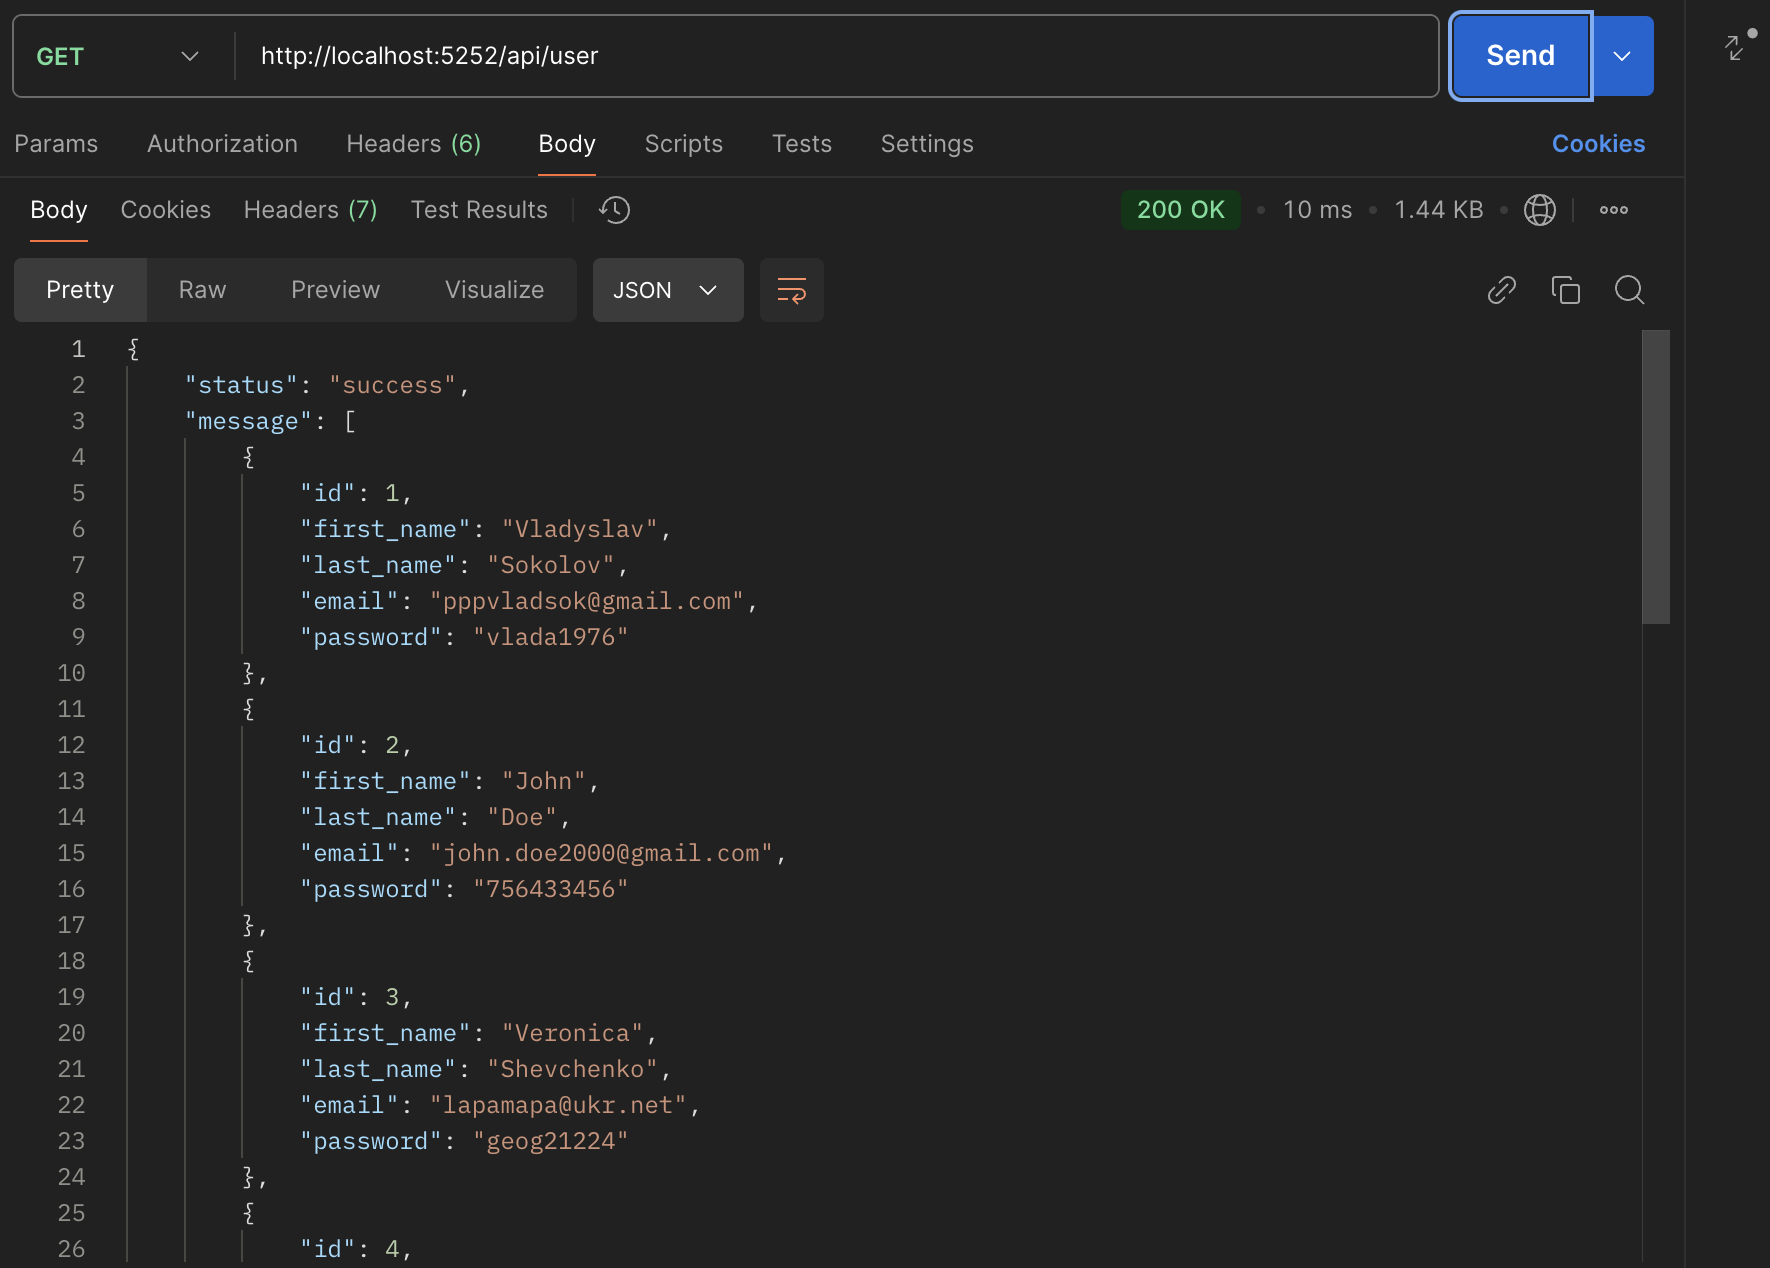 GET http://localhost:5252/api/user Send
Params Authorization Headers (6) Body Scripts Tests Settings Cookies
Body Cookies Headers (7) Test Results 200 OK • 10 ms • 1.44 KB •
Pretty Raw Preview Visualize JSON
1 {
2 "status": "success",
3 "message": [
4 {
5 "id": 1,
6 "first_name": "Vladyslav",
7 "last_name": "Sokolov",
8 "email": "pppvladsok@gmail.com",
9 "password": "vlada1976"
10 },
11 {
12 "id": 2,
13 "first_name": "John",
14 "last_name": "Doe",
15 "email": "john.doe2000@gmail.com",
16 "password": "756433456"
17 },
18 {
19 "id": 3,
20 "first_name": "Veronica",
21 "last_name": "Shevchenko",
22 "email": "lapamapa@ukr.net",
23 "password": "geog21224"
24 },
25 {
26 "id": 4,